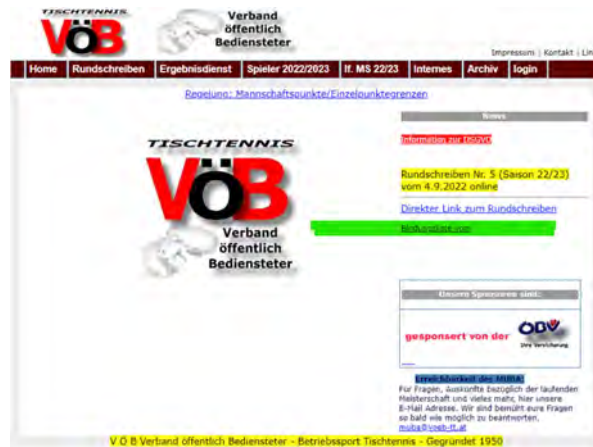 TISCHTENNIS
VÖB
Verband
öffentlich
Bediensteter
Impressum | Kontakt | Lin
Home Rundschreiben Ergebnisdienst Spieler 2022/2023 lf. MS 22/23 Internes Archiv login
Regelung: Mannschaftspunkte/Einzelpunktegrenzen
News
Information zur DSGVO
TISCHTENNIS
VÖB
Verband
öffentlich
Bediensteter
Rundschreiben Nr. 5 (Saison 22/23)
vom 4.9.2022 online
Direkter Link zum Rundschreiben
Unsere Sponsoren sind:
gesponsert von der
ÖBV
Ihre Versicherung
Erreichbarkeit des MUBA:
Für Fragen, Auskünfte bezüglich der laufenden
Meisterschaft und vieles mehr, hier unsere
E-Mail Adresse. Wir sind bemüht eure Fragen
so bald wie möglich zu beantworten.
muba@voeb-tt.at
V Ö B Verband öffentlich Bediensteter - Betriebssport Tischtennis - Gegründet 1950